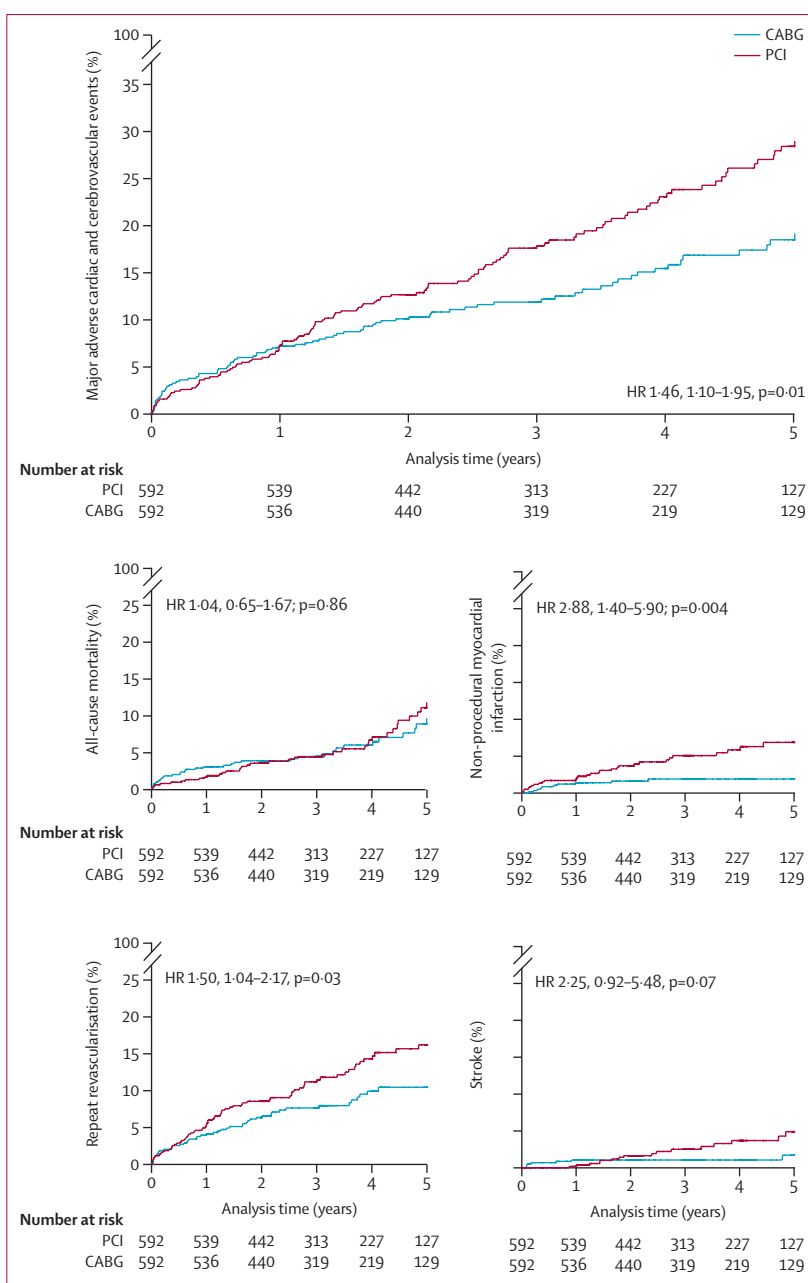 CABG
PCI
Major adverse cardiac and cerebrovascular events (%)
100
35
30
25
20
15
10
5
0
HR 1·46, 1·10–1·95, p=0·01
0 1 2 3 4 5
Analysis time (years)
Number at risk
PCI 592 539 442 313 227 127
CABG 592 536 440 319 219 129
All-cause mortality (%)
100
25
20
15
10
5
0
HR 1·04, 0·65–1·67; p=0·86
0 1 2 3 4 5
Non-procedural myocardial
infarction (%)
HR 2·88, 1·40–5·90; p=0·004
0 1 2 3 4 5
Number at risk
PCI 592 539 442 313 227 127
CABG 592 536 440 319 219 129
592 539 442 313 227 127
592 536 440 319 219 129
Repeat revascularisation (%)
100
25
20
15
10
5
0
HR 1·50, 1·04–2·17, p=0·03
0 1 2 3 4 5
Analysis time (years)
Stroke (%)
HR 2·25, 0·92–5·48, p=0·07
0 1 2 3 4 5
Analysis time (years)
Number at risk
PCI 592 539 442 313 227 127
CABG 592 536 440 319 219 129
592 539 442 313 227 127
592 536 440 319 219 129